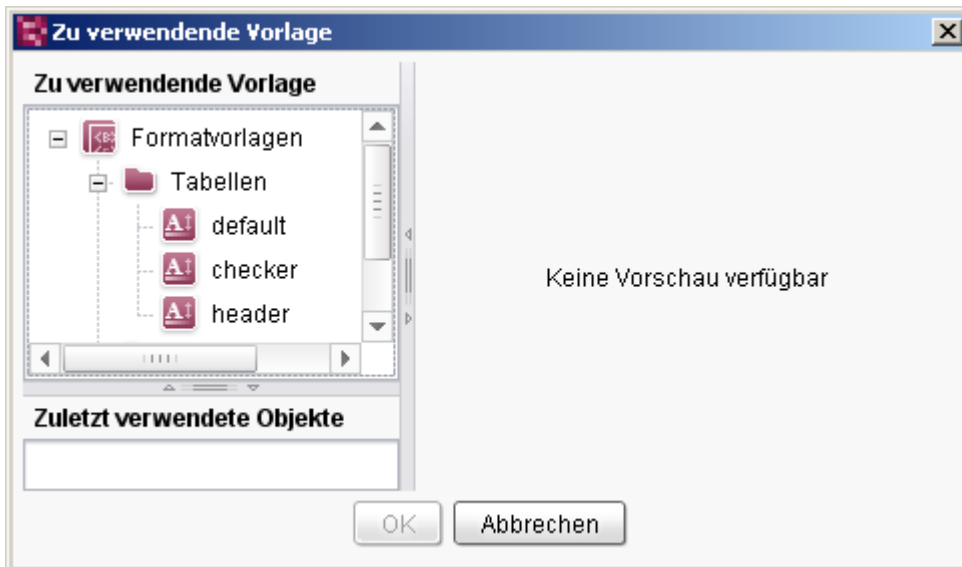 Zu verwendende Vorlage
Zu verwendende Vorlage
Formatvorlagen
Tabellen
default
checker
header
Keine Vorschau verfügbar
Zuletzt verwendete Objekte
OK
Abbrechen